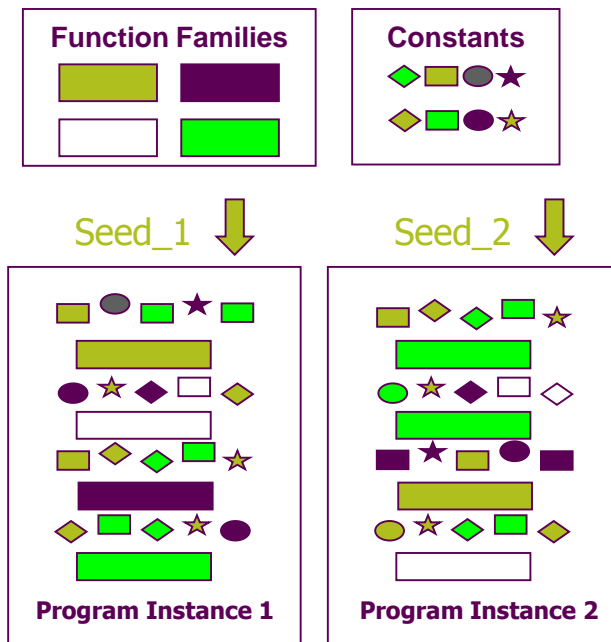 Function Families
Constants
Seed_1
Seed_2
Program Instance 1
Program Instance 2